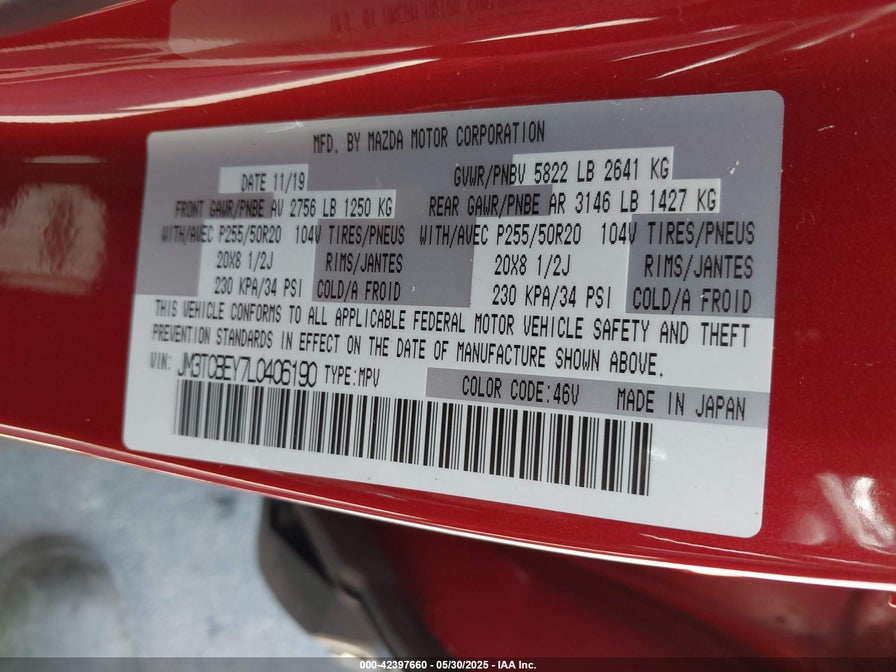 MFD. BY MAZDA MOTOR CORPORATION
DATE 11/19 GVWR/PNBV 5822 LB 2641 KG
FRONT GAWR/PNBE AV 2756 LB 1250 KG REAR GAWR/PNBE AR 3146 LB 1427 KG
WITH/AVEC P255/50R20 104V TIRES/PNEUS WITH/AVEC P255/50R20 104V TIRES/PNEUS
20X8 1/2J RIMS/JANTES 20X8 1/2J RIMS/JANTES
230 KPA/34 PSI COLD/A FROID 230 KPA/34 PSI COLD/A FROID
THIS VEHICLE CONFORMS TO ALL APPLICABLE FEDERAL MOTOR VEHICLE SAFETY AND THEFT
PREVENTION STANDARDS IN EFFECT ON THE DATE OF MANUFACTURE SHOWN ABOVE.
VIN: JM3TCBEY7L0406190 TYPE:MPV
COLOR CODE:46V MADE IN JAPAN
000-42397660 - 05/30/2025 - IAA Inc.